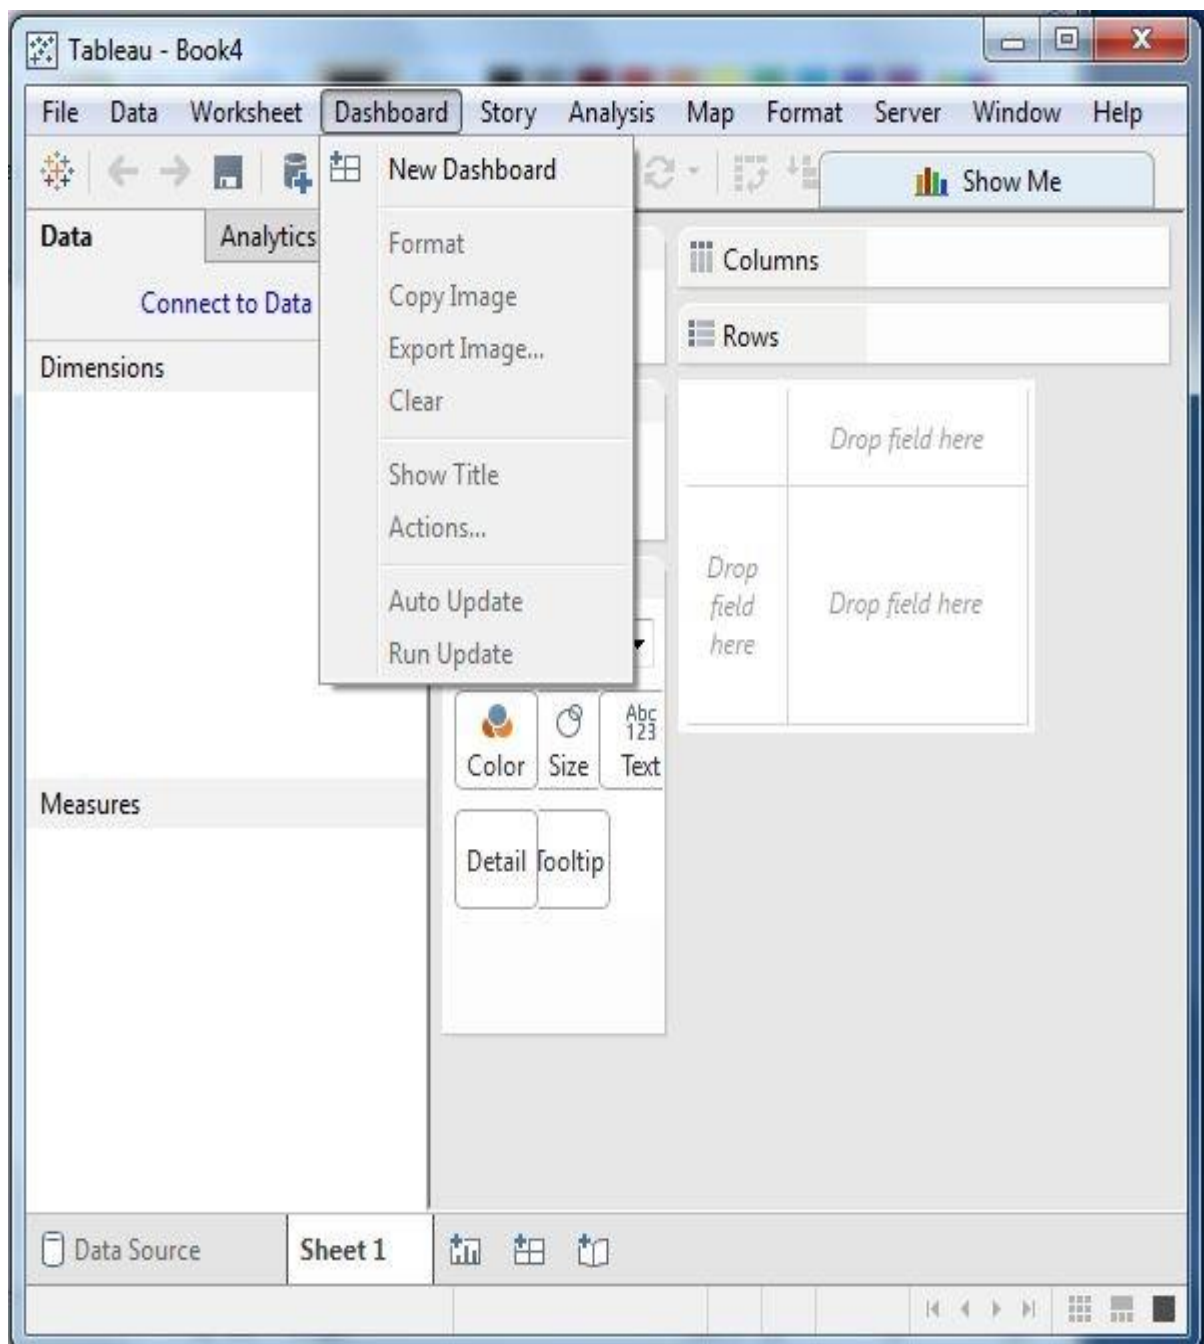 Tableau - Book4
File Data Worksheet Dashboard Story Analysis Map Format Server Window Help
New Dashboard
Show Me
Data Analytics
Format
Columns
Connect to Data
Copy Image
Rows
Export Image...
Dimensions
Clear
Drop field here
Show Title
Actions...
Drop
field
here
Drop field here
Auto Update
Run Update
Abc
123
Color Size Text
Measures
Detail Tooltip
Data Source Sheet 1